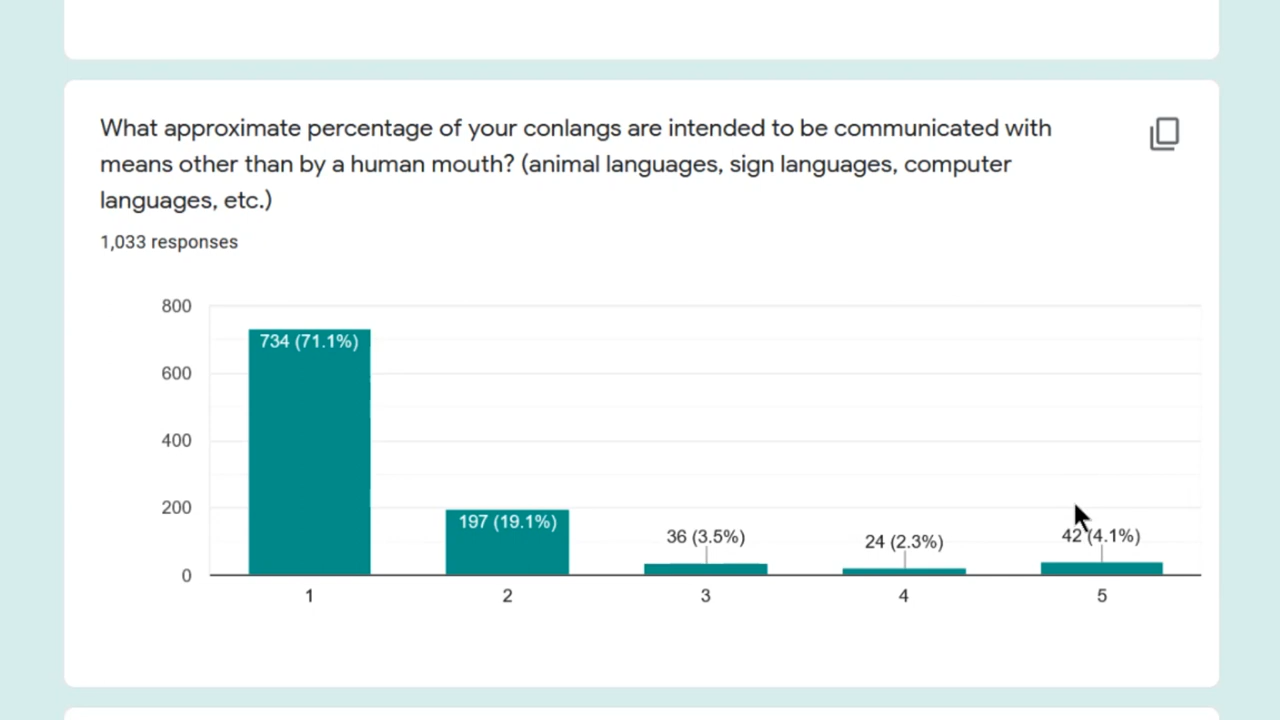 What approximate percentage of your conlangs are intended to be communicated with
means other than by a human mouth? (animal languages, sign languages, computer
languages, etc.)
1,033 responses
800
734 (71.1%)
600
400
200
197 (19.1%)
36 (3.5%)
24 (2.3%)
42 (4.1%)
0
1 2 3 4 5